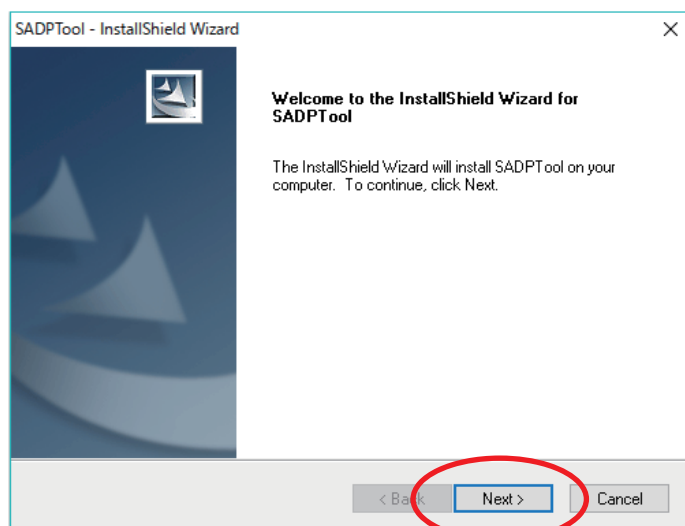 SADPTool - InstallShield Wizard
Welcome to the InstallShield Wizard for
SADPTool
The InstallShield Wizard will install SADPTool on your
computer. To continue, click Next.
< Back
Next >
Cancel